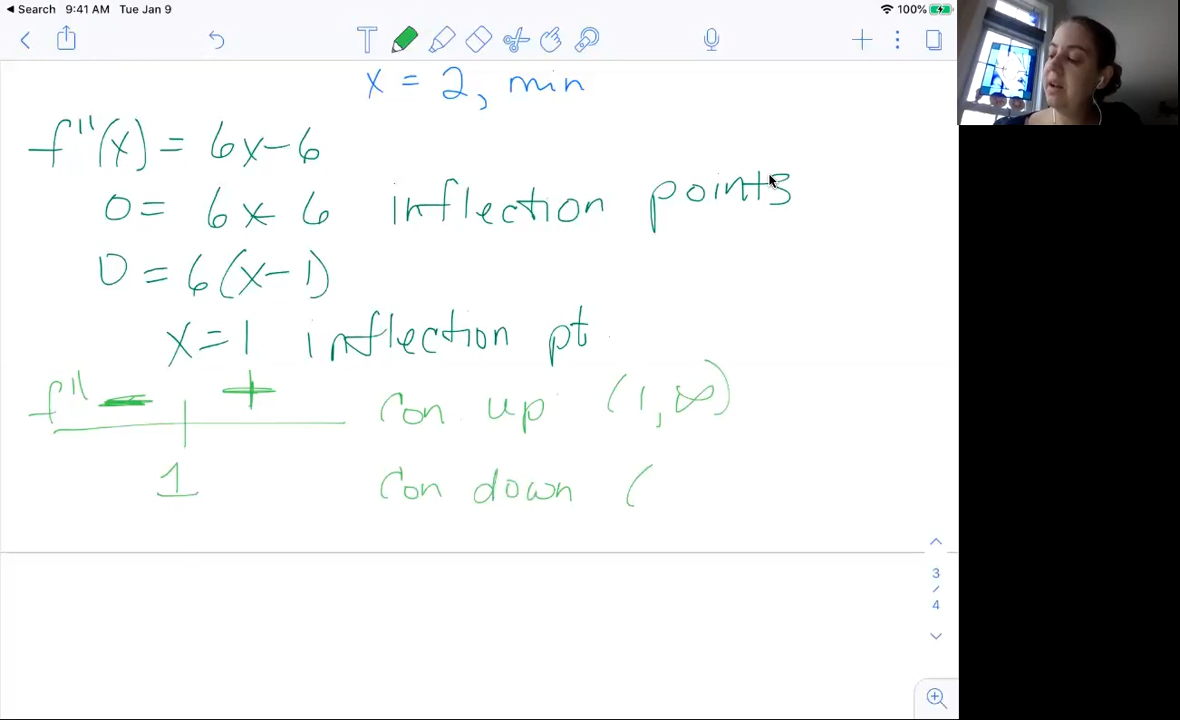 Search 9:41 AM Tue Jan 9 100%
T
x = 2, min
f"(x) = 6x-6
0 = 6x-6 inflection points
0 = 6(x-1)
x=1 inflection pt
f" - + con. up (1, ∞)
1
con down (
3
/
4